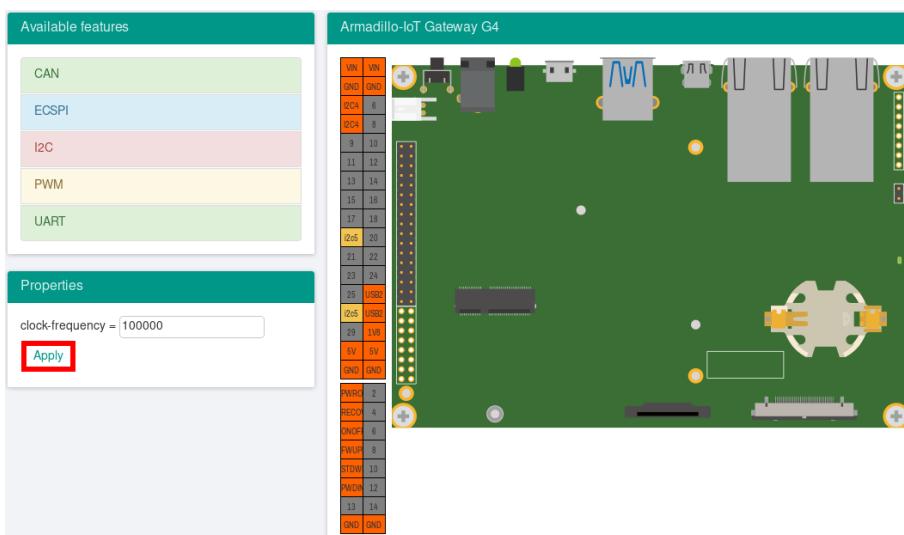 Available features
CAN
ECSPI
I2C
PWM
UART
Properties
clock-frequency = 100000
Apply
Armadillo-IoT Gateway G4
VIN VIN
GND GND
I2C4 6
I2C4 8
9 10
11 12
13 14
15 16
17 18
i2c5 20
21 22
23 24
25 USB2
i2c5 USB2
29 1V8
5V 5V
GND GND
PWRO 2
RECOV 4
ONOFF 6
FWUP 8
STDW 10
PWDIN 12
13 14
GND GND